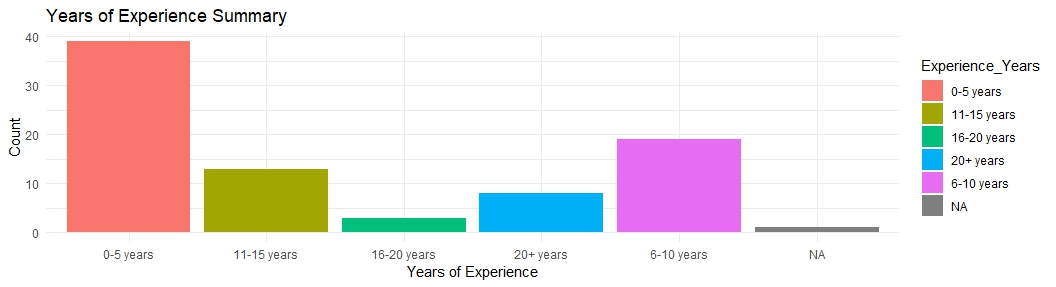 Years of Experience Summary
40
30
20
10
0
Count
0-5 years
11-15 years
16-20 years
20+ years
6-10 years
NA
Years of Experience
Experience_Years
0-5 years
11-15 years
16-20 years
20+ years
6-10 years
NA